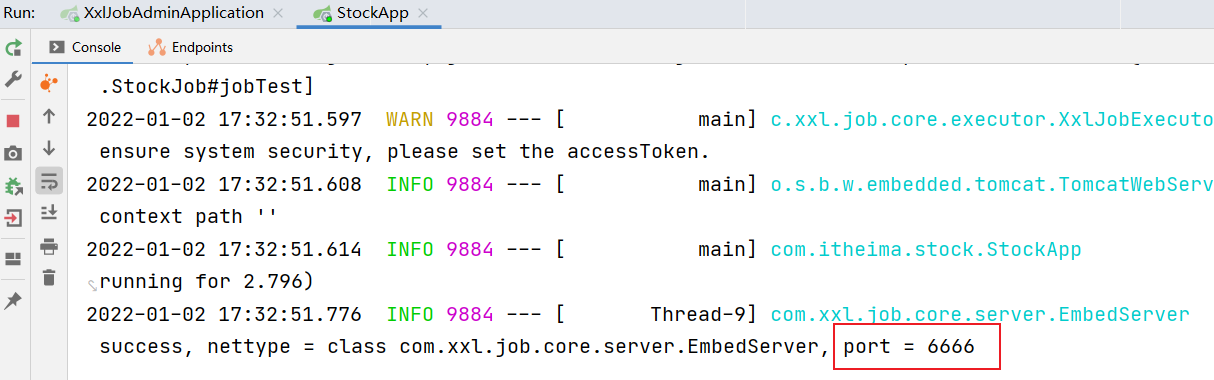 Run: XxlJobAdminApplication × StockApp ×
Console Endpoints
.StockJob#jobTest]
2022-01-02 17:32:51.597 WARN 9884 --- [ main] c.xxl.job.core.executor.XxlJobExecuto
ensure system security, please set the accessToken.
2022-01-02 17:32:51.608 INFO 9884 --- [ main] o.s.b.w.embedded.tomcat.TomcatWebServ
context path ''
2022-01-02 17:32:51.614 INFO 9884 --- [ main] com.itheima.stock.StockApp
running for 2.796)
2022-01-02 17:32:51.776 INFO 9884 --- [ Thread-9] com.xxl.job.core.server.EmbedServer
success, nettype = class com.xxl.job.core.server.EmbedServer, port = 6666